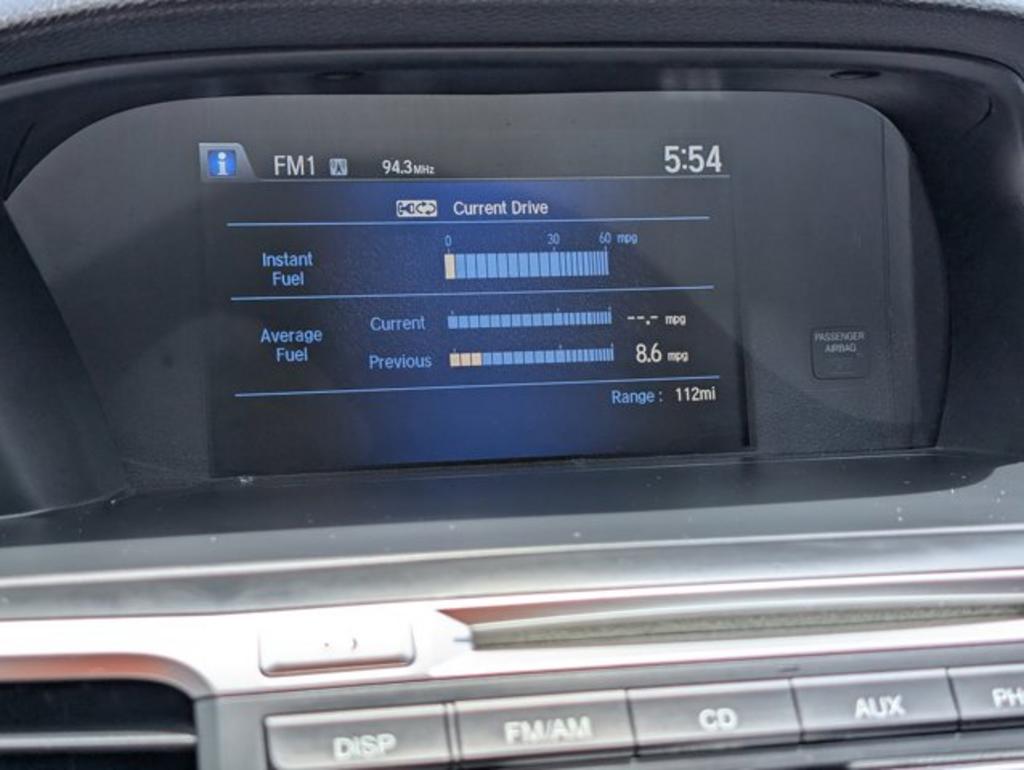 i FM1 94.3MHz 5:54
Current Drive
0 30 60 mpg
Instant
Fuel
Average
Fuel
Current --.- mpg
Previous 8.6 mpg
Range : 112mi
PASSENGER
AIRBAG
DISP FM/AM CD AUX PH